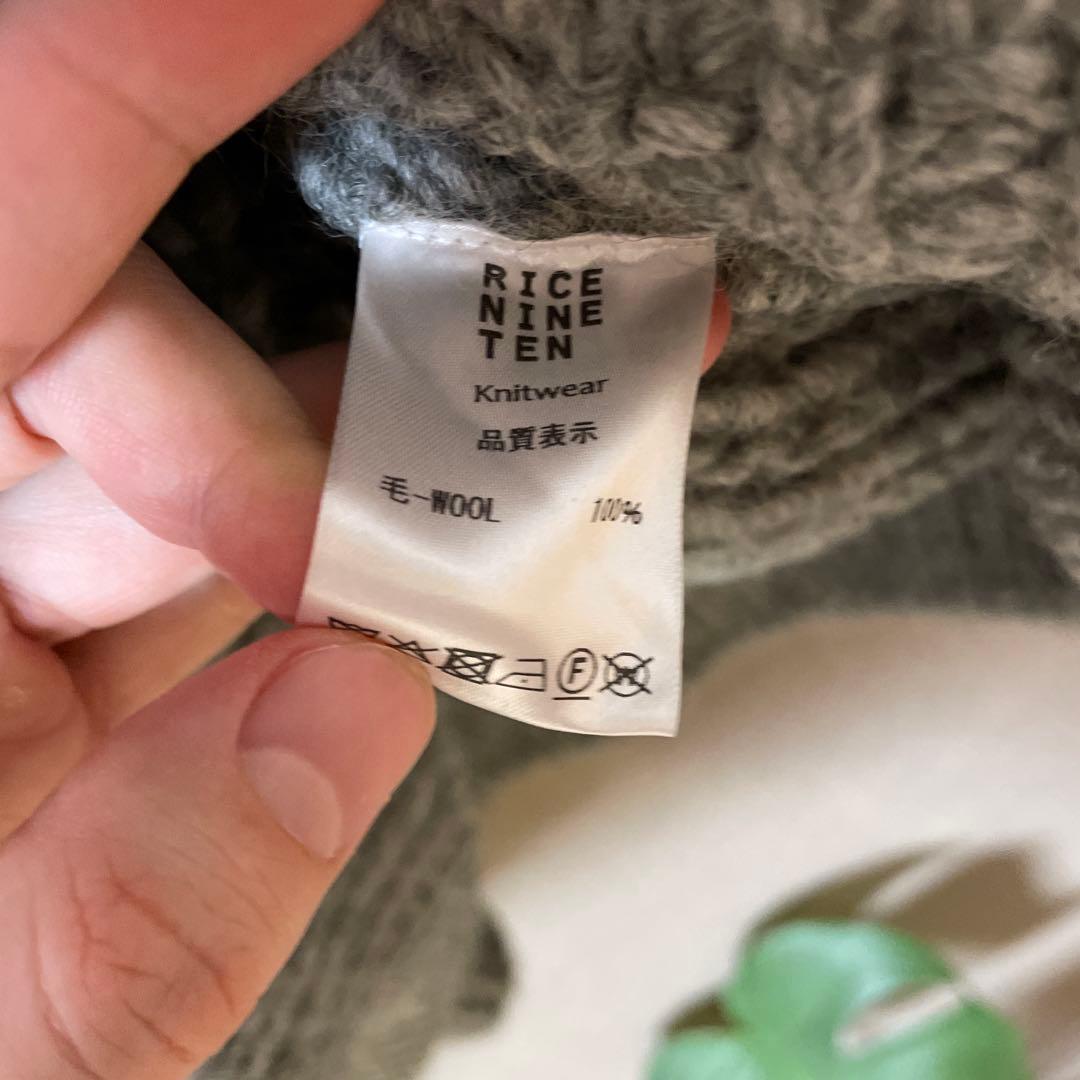 RICE
NINE
TEN
Knitwear
品質表示
毛-WOOL 100%
F
W